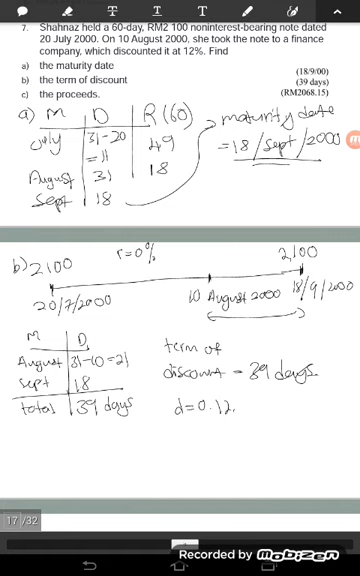 7. Shahnaz held a 60-day, RM2 100 noninterest-bearing note dated
20 July 2000. On 10 August 2000, she took the note to a finance
company, which discounted it at 12%. Find
a) the maturity date (18/9/00)
b) the term of discount (39 days)
c) the proceeds. (RM2068.15)
a) M D R (60)
July 31-20 49
= 11
August 31 18
Sept 18
maturity date
= 18/Sept/2000
b) 2100 r=0% 2,100
20/7/2000 10 August 2000 18/9/2000
M D
August 31-10=21
Sept 18
total 39 days
term of
discount = 39 days.
d=0.12.
17 /32
Recorded by Mobizen